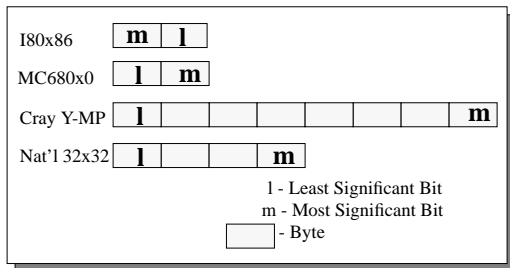 I80x86 m l
MC680x0 l m
Cray Y-MP l m
Nat'l 32x32 l m
l - Least Significant Bit
m - Most Significant Bit
- Byte